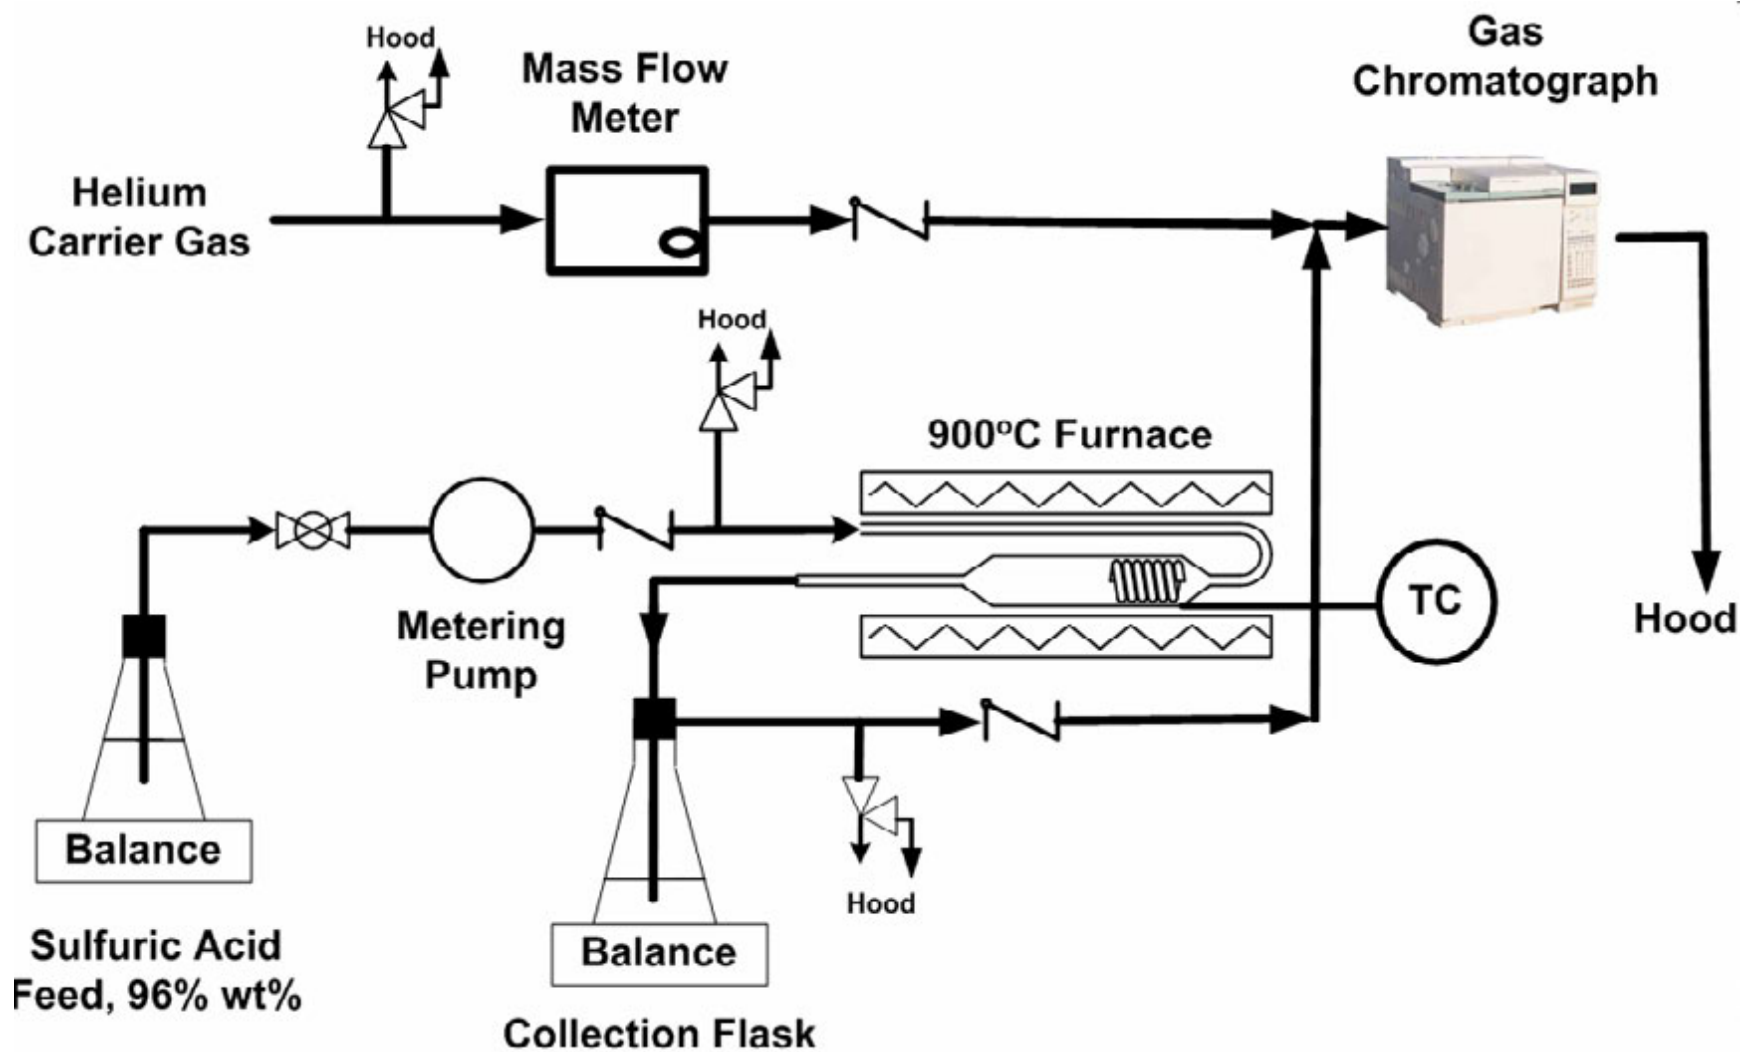 Hood
Mass Flow
Meter
Gas
Chromatograph
Helium
Carrier Gas
Hood
900ºC Furnace
Metering
Pump
TC
Hood
Balance
Hood
Balance
Sulfuric Acid
Feed, 96% wt%
Collection Flask